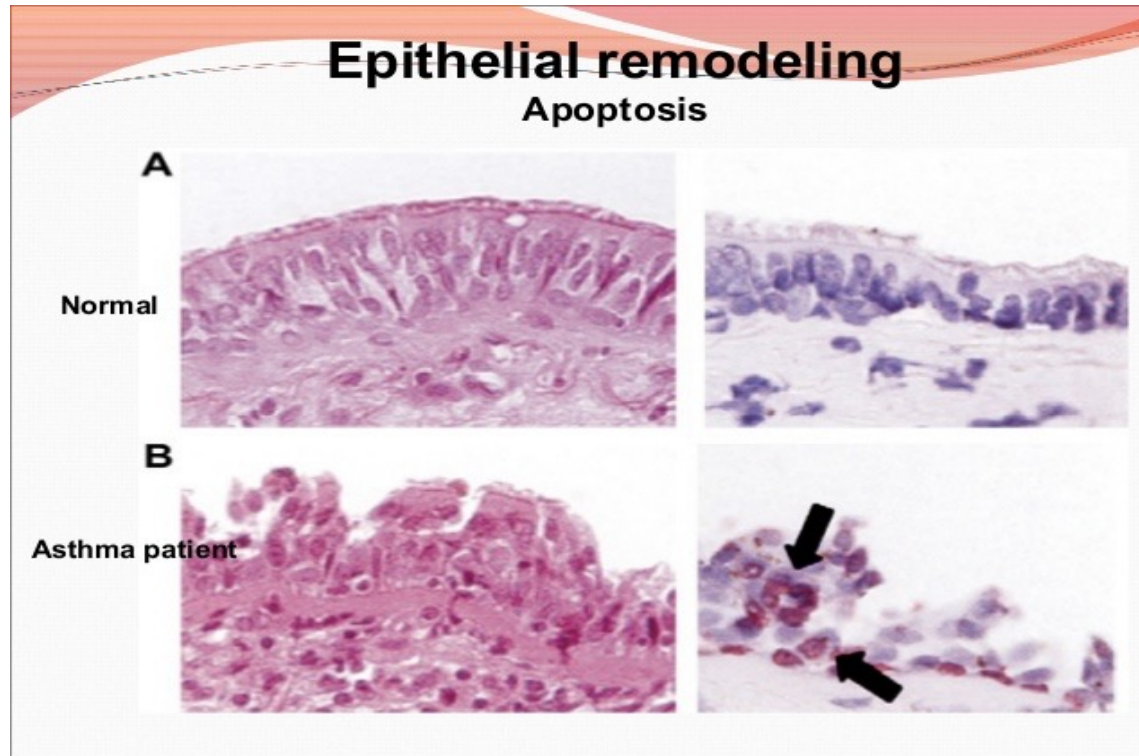 Epithelial remodeling
Apoptosis
A
Normal
B
Asthma patient